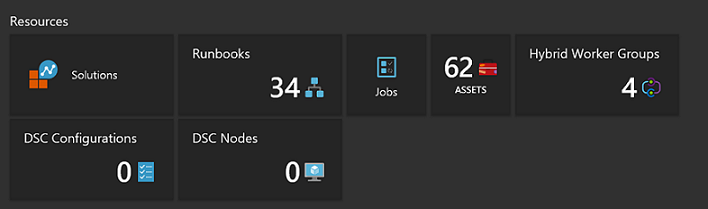 Resources
Solutions
Runbooks
34
Jobs
62
ASSETS
Hybrid Worker Groups
4
DSC Configurations
0
DSC Nodes
0